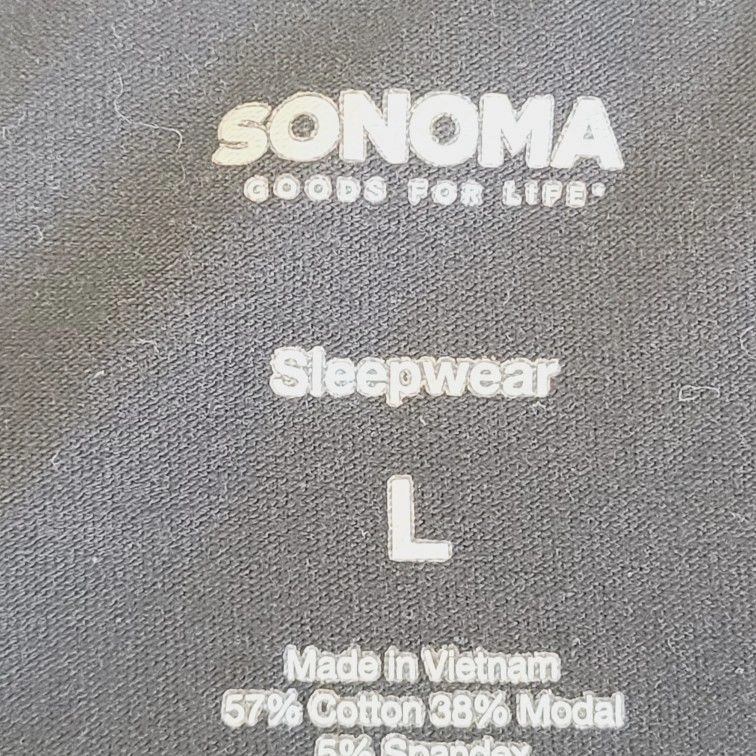 SONOMA
GOODS FOR LIFE®
Sleepwear
L
Made in Vietnam
57% Cotton 38% Modal
5% Spandex